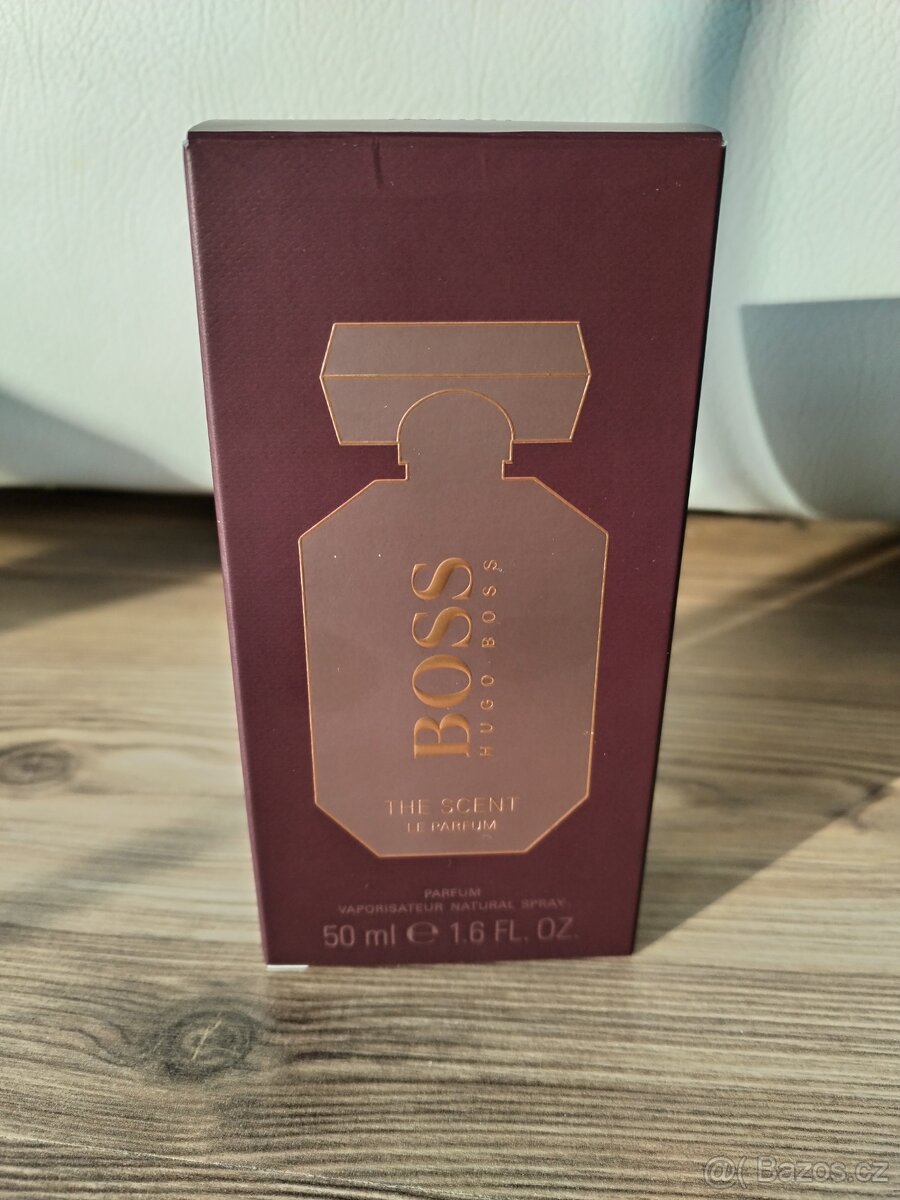 BOSS
HUGO BOSS
THE SCENT
LE PARFUM
PARFUM
VAPORISATEUR NATURAL SPRAY
50 ml ℮ 1.6 FL. OZ.
@( Bazos.cz